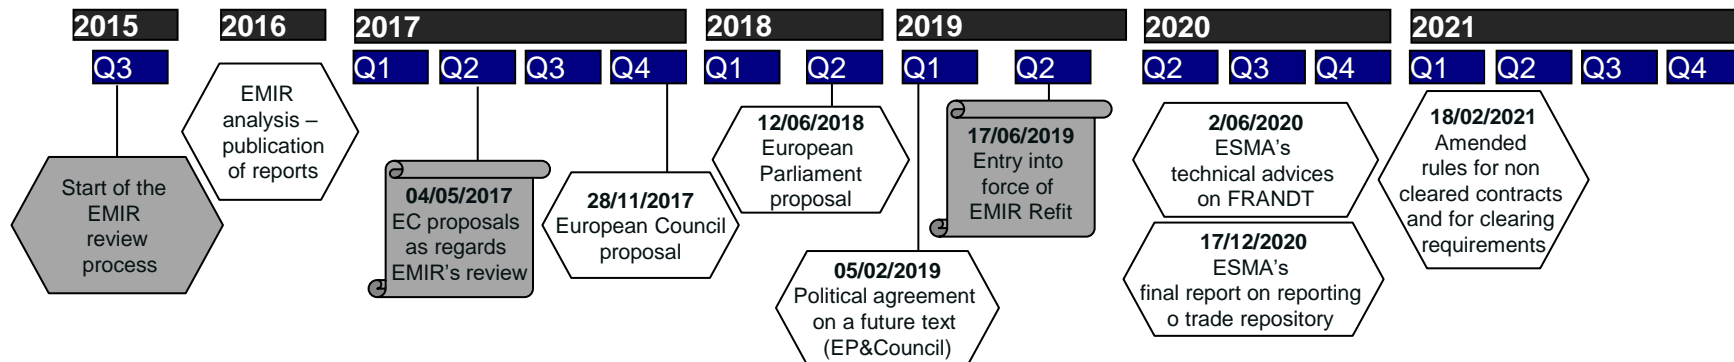 2015
2016
2017
2018
2019
2020
2021
Q3
Q1
Q2
Q3
Q4
Q1
Q2
Q1
Q2
Q2
Q3
Q4
Q1
Q2
Q3
Q4
Start of the
EMIR
review
process
EMIR
analysis –
publication
of reports
04/05/2017
EC proposals
as regards
EMIR's review
28/11/2017
European Council
proposal
12/06/2018
European
Parliament
proposal
05/02/2019
Political agreement
on a future text
(EP&Council)
17/06/2019
Entry into
force of
EMIR Refit
2/06/2020
ESMA's
technical advices
on FRANDT
17/12/2020
ESMA's
final report on reporting
o trade repository
18/02/2021
Amended
rules for non
cleared contracts
and for clearing
requirements